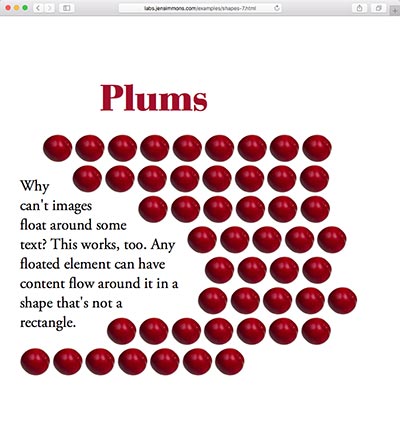 labs.jensimmons.com/examples/shapes-7.html
Plums
Why
can't images
float around some
text? This works, too. Any
floated element can have
content flow around it in a
shape that's not a
rectangle.